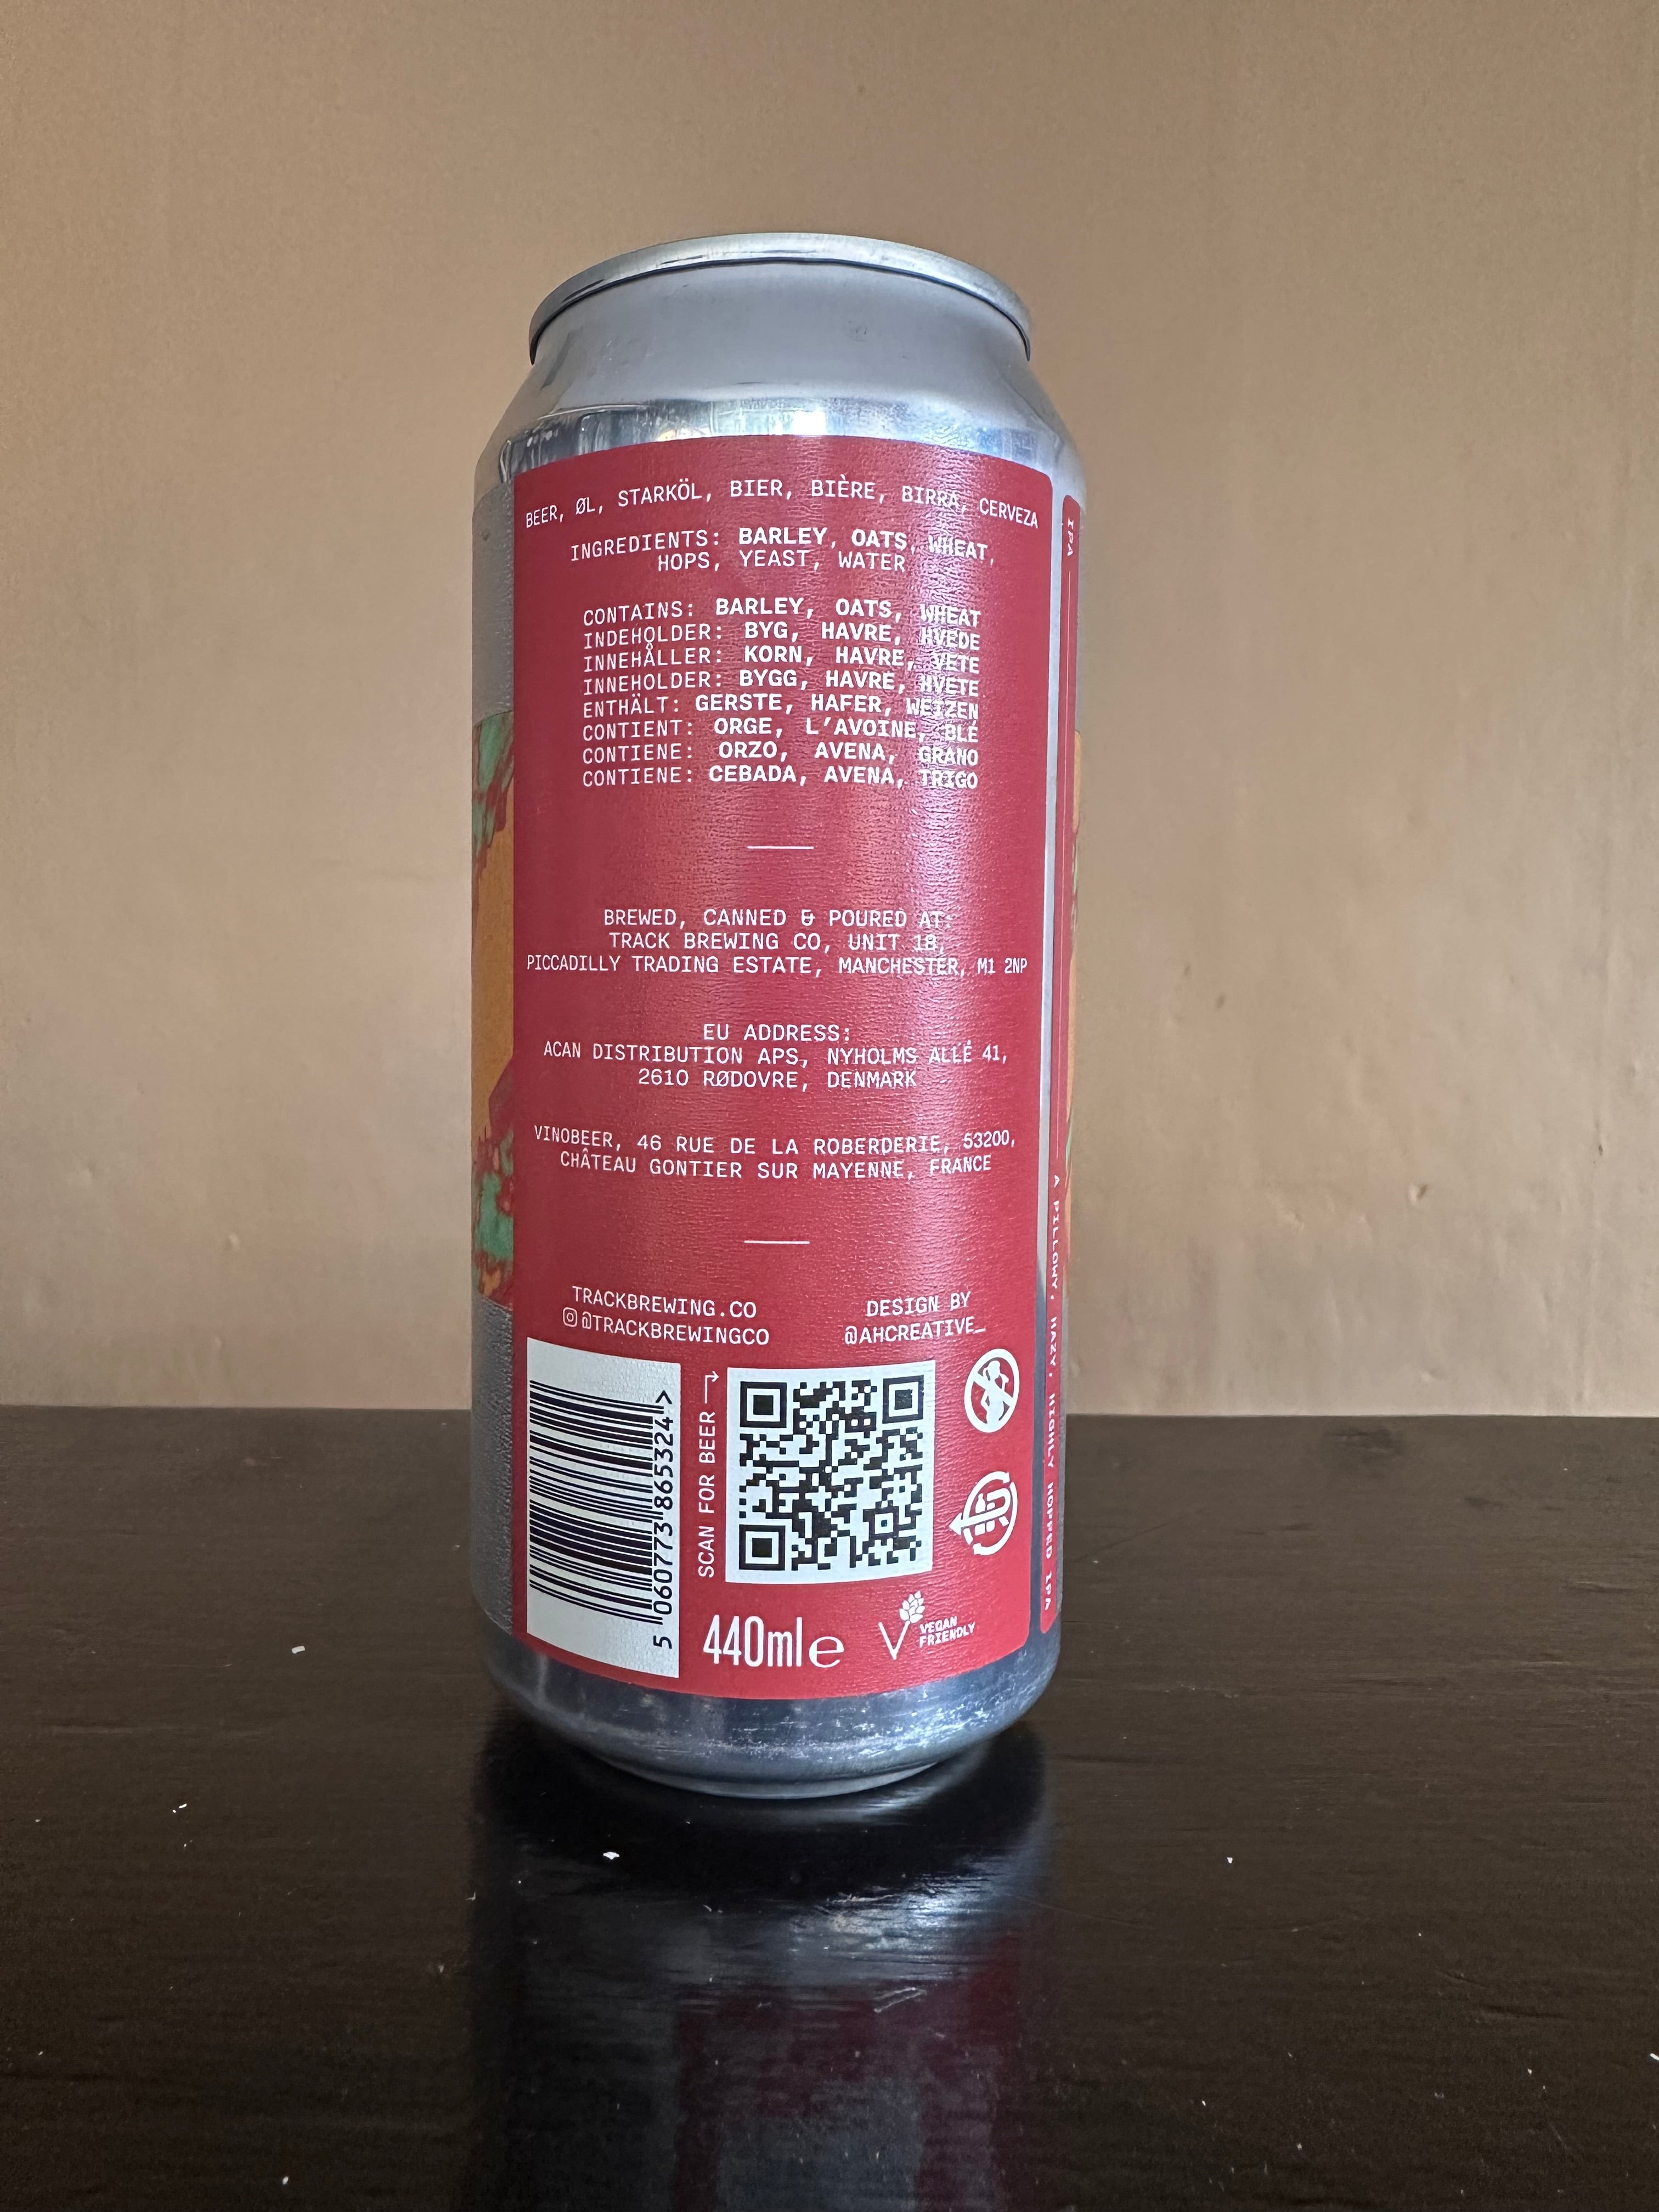 BEER, ØL, STARKÖL, BIER, BIÈRE, BIRRA, CERVEZA
INGREDIENTS: BARLEY, OATS, WHEAT,
HOPS, YEAST, WATER
CONTAINS: BARLEY, OATS, WHEAT
INDEHOLDER: BYG, HAVRE, HVEDE
INNEHÅLLER: KORN, HAVRE, VETE
INNEHOLDER: BYGG, HAVRE, HVETE
ENTHÄLT: GERSTE, HAFER, WEIZEN
CONTIENT: ORGE, L'AVOINE, BLÉ
CONTIENE: ORZO, AVENA, GRANO
CONTIENE: CEBADA, AVENA, TRIGO
BREWED, CANNED & POURED AT:
TRACK BREWING CO, UNIT 18,
PICCADILLY TRADING ESTATE, MANCHESTER, M1 2NP
EU ADDRESS:
ACAN DISTRIBUTION APS, NYHOLMS ALLÉ 41,
2610 RØDOVRE, DENMARK
VINOBEER, 46 RUE DE LA ROBERDERIE, 53200,
CHÂTEAU GONTIER SUR MAYENNE, FRANCE
TRACKBREWING.CO
@TRACKBREWINGCO
DESIGN BY
@AHCREATIVE_
5 060773 865324 >
SCAN FOR BEER
440ml e
VEGAN
FRIENDLY
IPA
A PILLOWY, HAZY, HIGHLY HOPPED IPA